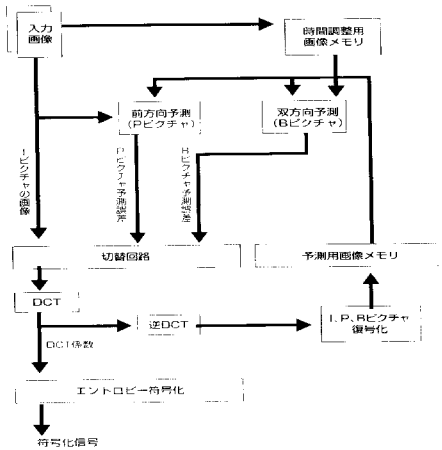 入力
画像
時間調整用
画像メモリ
前方向予測
(Pピクチャ)
双方向予測
(Bピクチャ)
Iピクチャの画像
Pピクチャ予測誤差
Bピクチャ予測誤差
切替回路
予測用画像メモリ
DCT
逆DCT
I、P、Bピクチャ
復号化
DCT係数
エントロピー符号化
符号化信号